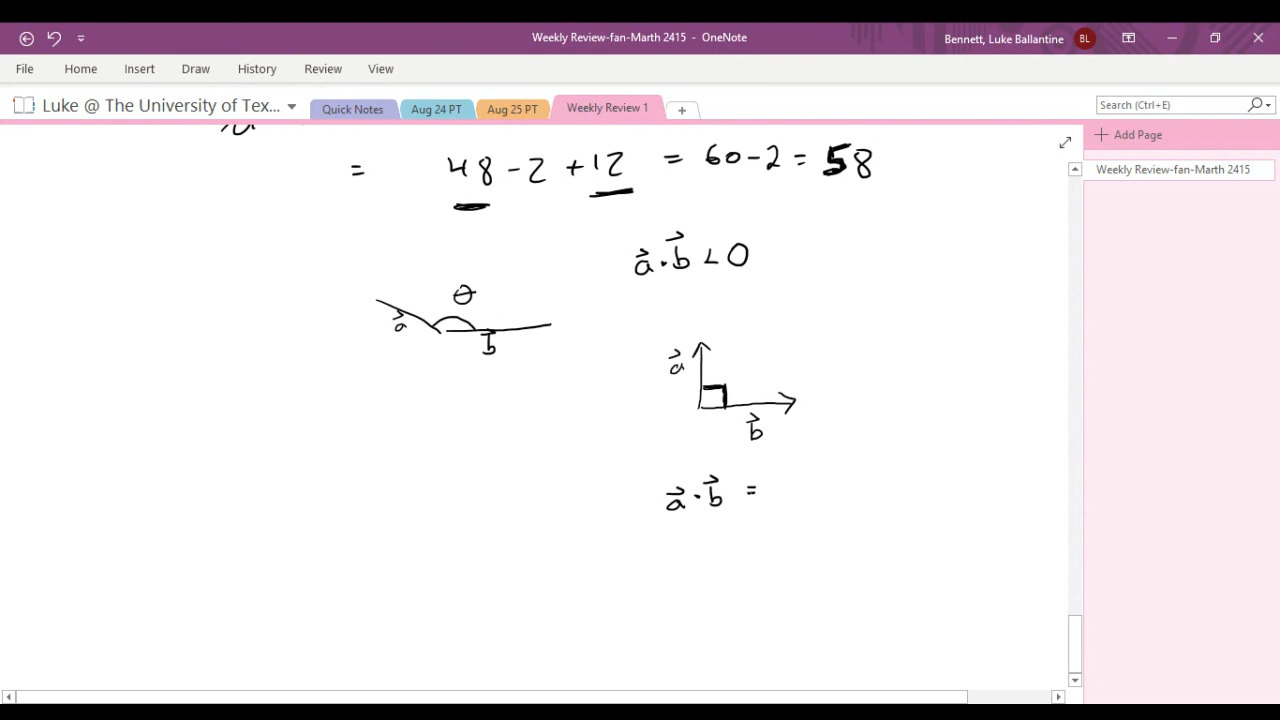 Weekly Review-fan-Marth 2415 - OneNote
Bennett, Luke Ballantine BL
File Home Insert Draw History Review View
Luke @ The University of Tex... Quick Notes Aug 24 PT Aug 25 PT Weekly Review 1 + Search (Ctrl+E)
+ Add Page
Weekly Review-fan-Marth 2415
= 48 - 2 + 12 = 60 - 2 = 58
a⃗ · b⃗ < 0
θ
a⃗
b⃗
a⃗
b⃗
a⃗ · b⃗ =